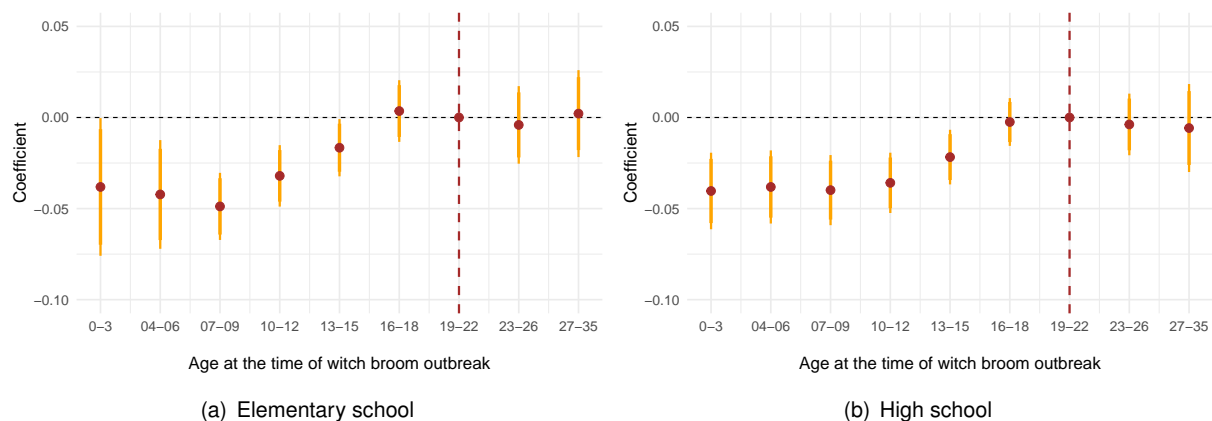 0.05
0.00
−0.05
−0.10
Coefficient
0−3 04−06 07−09 10−12 13−15 16−18 19−22 23−26 27−35
Age at the time of witch broom outbreak
(a) Elementary school
0.05
0.00
−0.05
−0.10
Coefficient
0−3 04−06 07−09 10−12 13−15 16−18 19−22 23−26 27−35
Age at the time of witch broom outbreak
(b) High school